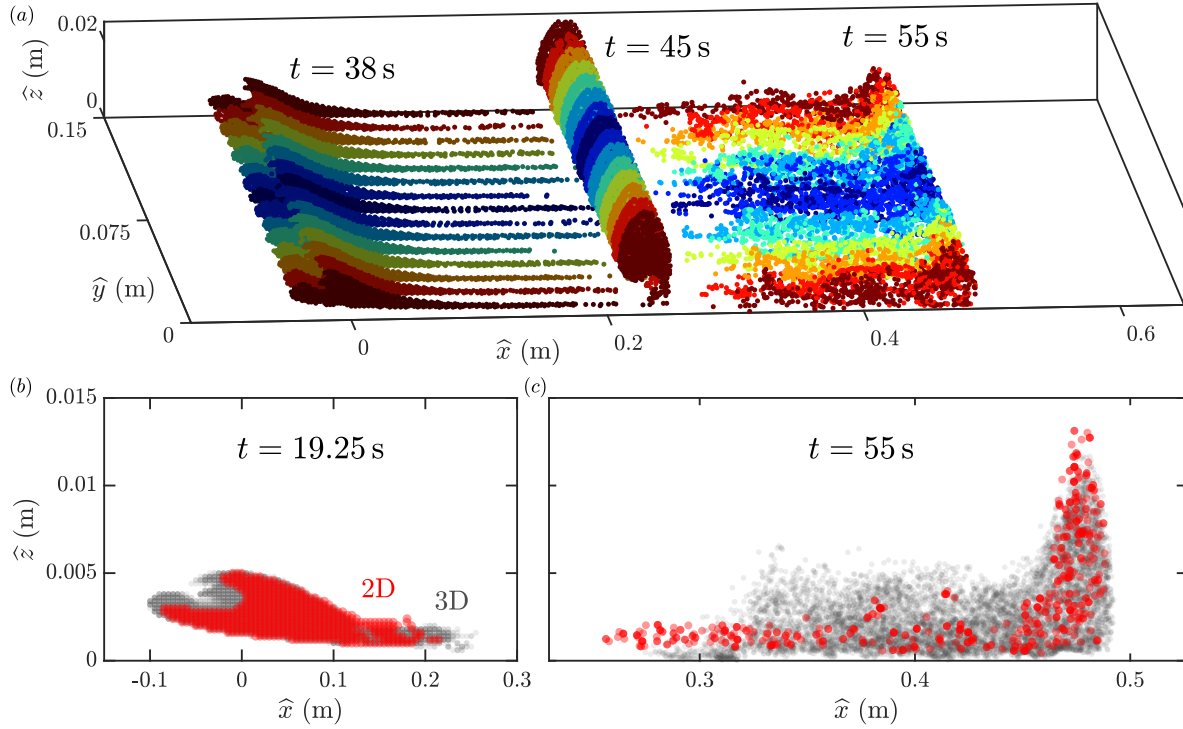 (a)
0.02
ẑ (m)
0
0.15
0.075
ŷ (m)
0
t = 38 s
t = 45 s
t = 55 s
0
0.2
0.4
0.6
x̂ (m)
(b)
0.015
0.01
0.005
0
ẑ (m)
t = 19.25 s
2D
3D
-0.1
0
0.1
0.2
0.3
x̂ (m)
(c)
t = 55 s
0.3
0.4
0.5
x̂ (m)